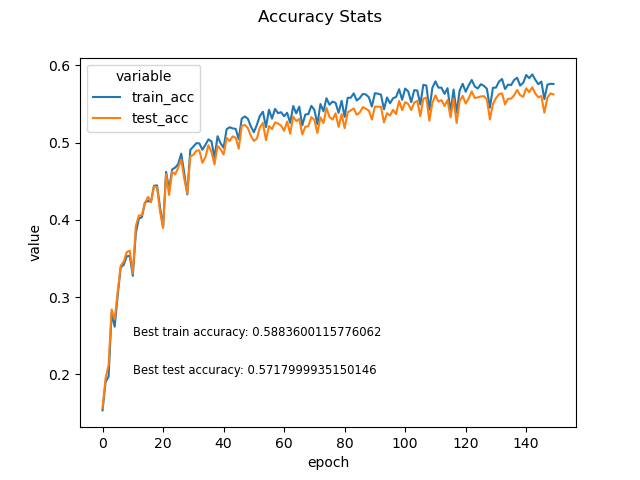 Accuracy Stats
variable
train_acc
test_acc
value
0.6
0.5
0.4
0.3
0.2
Best train accuracy: 0.5883600115776062
Best test accuracy: 0.5717999935150146
0 20 40 60 80 100 120 140
epoch